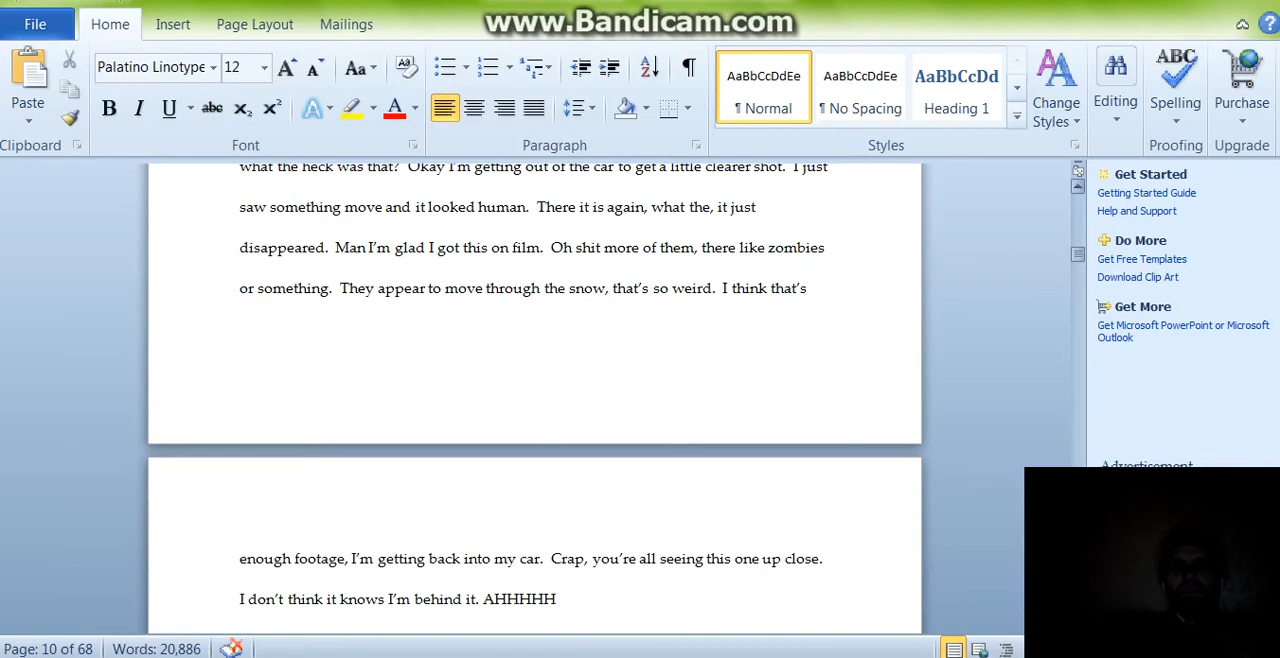 www.Bandicam.com
File Home Insert Page Layout Mailings
Palatino Linotype 12
Paste
Clipboard Font Paragraph Styles Proofing Upgrade
AaBbCcDdEe AaBbCcDdEe AaBbCcDd
¶ Normal ¶ No Spacing Heading 1
Change Styles
Editing
Spelling
Purchase
what the heck was that?  Okay I’m getting out of the car to get a little clearer shot.  I just
saw something move and it looked human.  There it is again, what the, it just
disappeared.  Man I’m glad I got this on film.  Oh shit more of them, there like zombies
or something.  They appear to move through the snow, that’s so weird.  I think that’s
enough footage, I’m getting back into my car.  Crap, you’re all seeing this one up close.
I don’t think it knows I’m behind it. AHHHHH
Get Started
Getting Started Guide
Help and Support
Do More
Get Free Templates
Download Clip Art
Get More
Get Microsoft PowerPoint or Microsoft
Outlook
Advertisement
Page: 10 of 68 Words: 20,886